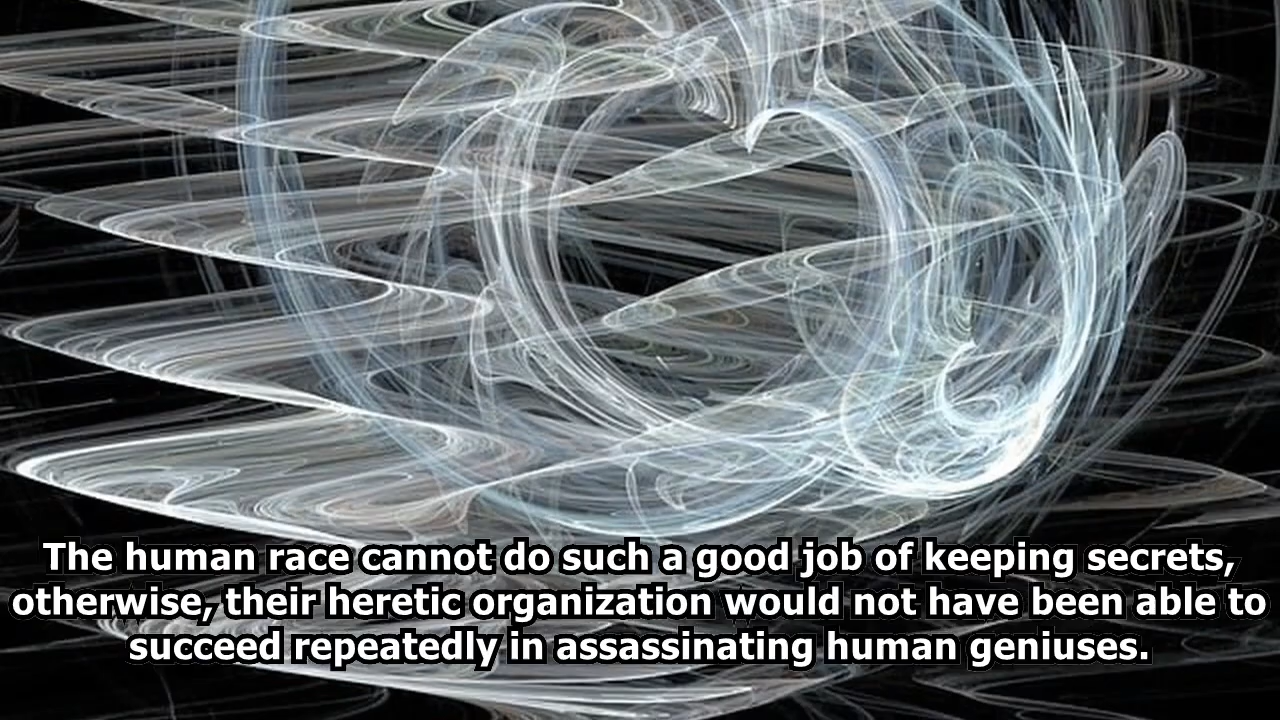 The human race cannot do such a good job of keeping secrets,
otherwise, their heretic organization would not have been able to
succeed repeatedly in assassinating human geniuses.